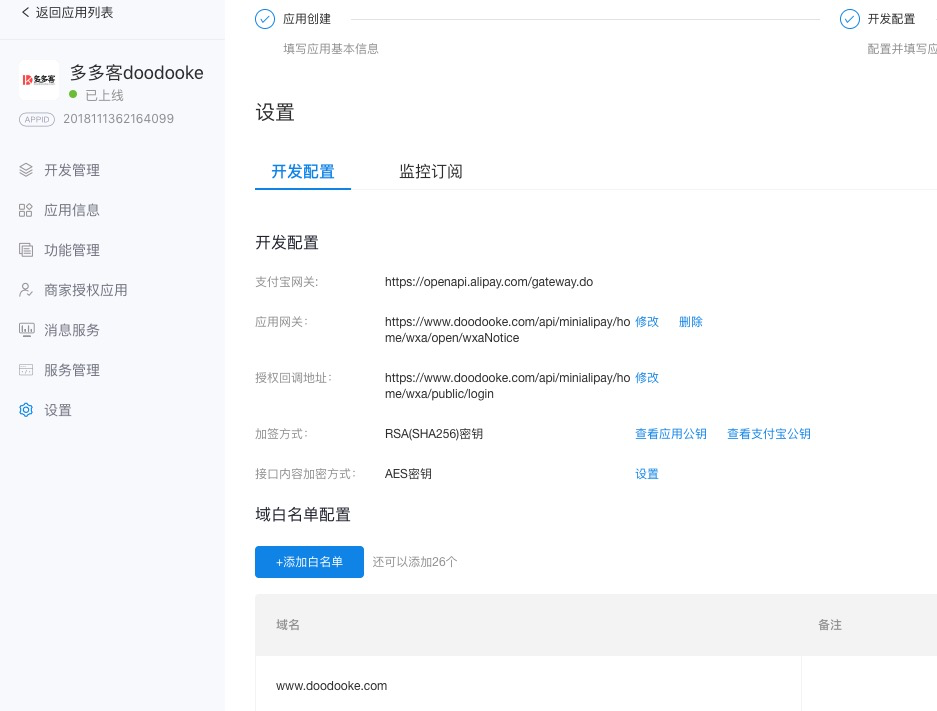 返回应用列表
多多客
多多客doodooke
已上线
APPID 2018111362164099
开发管理
应用信息
功能管理
商家授权应用
消息服务
服务管理
设置
应用创建
填写应用基本信息
开发配置
配置并填写应
设置
开发配置 监控订阅
开发配置
支付宝网关: https://openapi.alipay.com/gateway.do
应用网关: https://www.doodooke.com/api/minialipay/ho 修改 删除
me/wxa/open/wxaNotice
授权回调地址: https://www.doodooke.com/api/minialipay/ho 修改
me/wxa/public/login
加签方式: RSA(SHA256)密钥 查看应用公钥 查看支付宝公钥
接口内容加密方式: AES密钥 设置
域白名单配置
+添加白名单 还可以添加26个
域名 备注
www.doodooke.com